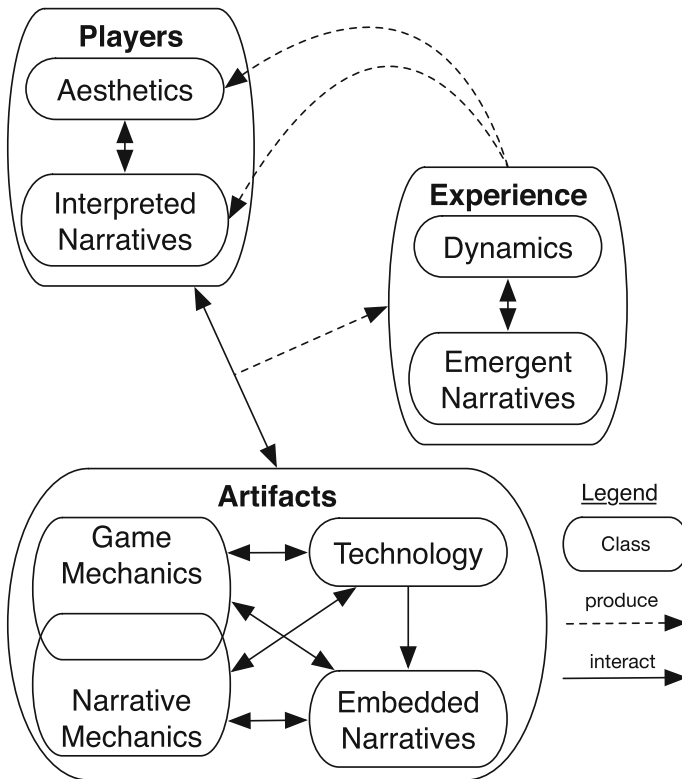 Players
Aesthetics
Interpreted
Narratives
Experience
Dynamics
Emergent
Narratives
Artifacts
Game
Mechanics
Technology
Narrative
Mechanics
Embedded
Narratives
Legend
Class
produce
interact